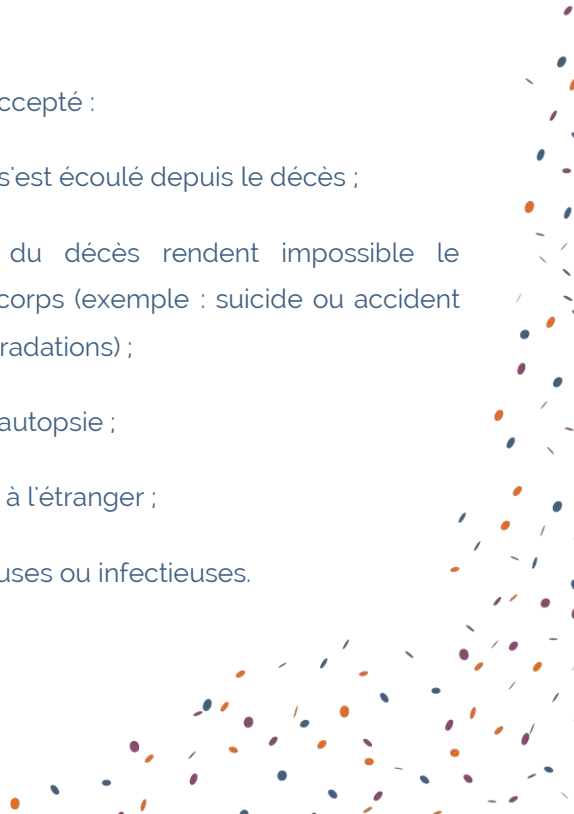 ccepté :
s'est écoulé depuis le décès ;
du décès rendent impossible le
corps (exemple : suicide ou accident
radations) ;
autopsie ;
à l'étranger ;
uses ou infectieuses.